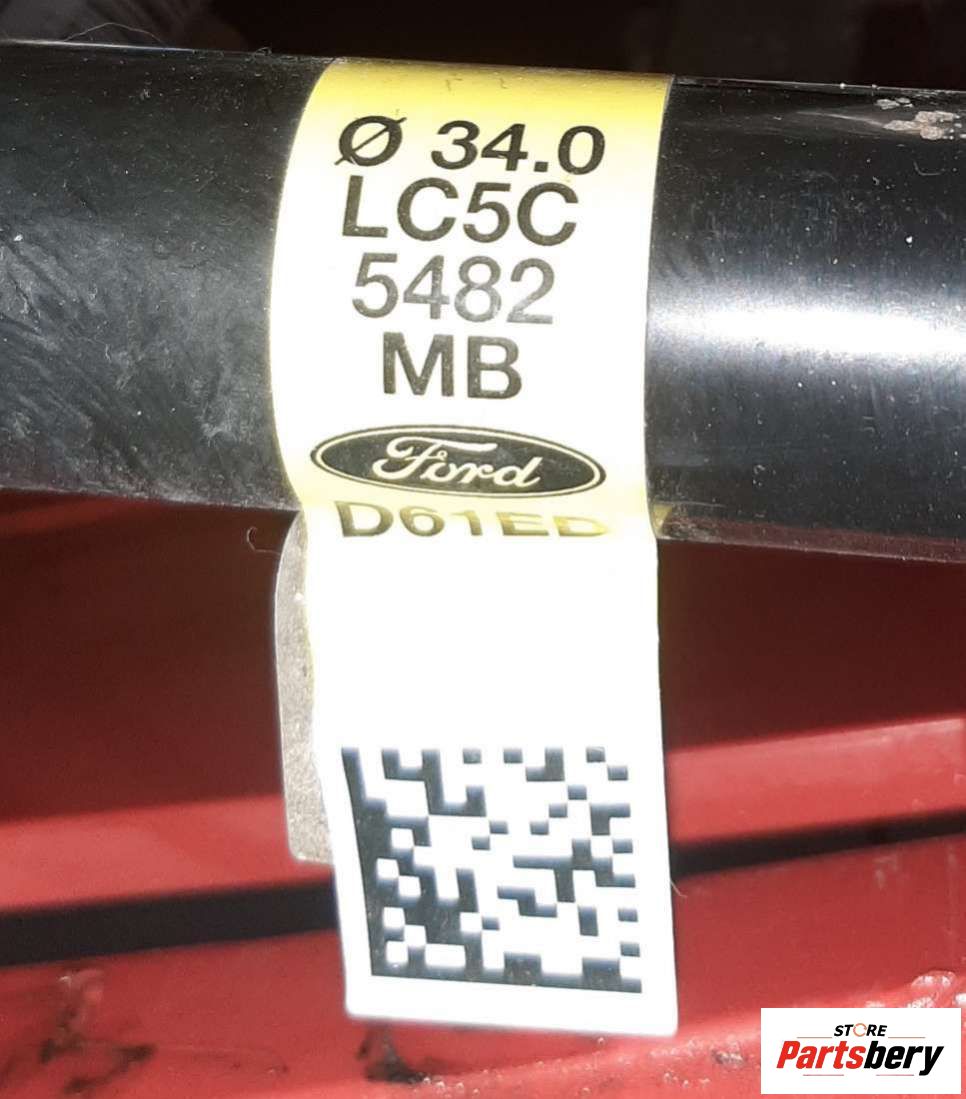 Ø 34.0
LC5C
5482
MB
Ford
D61ED
STORE
Partsbery